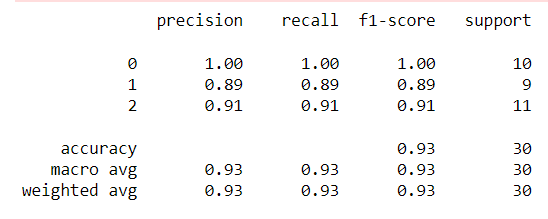 precision recall f1-score support
0 1.00 1.00 1.00 10
1 0.89 0.89 0.89 9
2 0.91 0.91 0.91 11
accuracy 0.93 30
macro avg 0.93 0.93 0.93 30
weighted avg 0.93 0.93 0.93 30